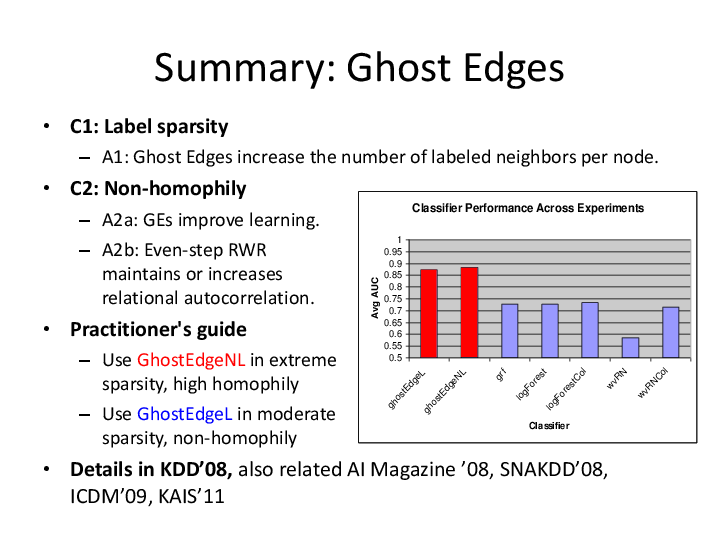 Summary: Ghost Edges
• C1: Label sparsity
– A1: Ghost Edges increase the number of labeled neighbors per node.
• C2: Non-homophily
– A2a: GEs improve learning.
– A2b: Even-step RWR
maintains or increases
relational autocorrelation.
• Practitioner's guide
– Use GhostEdgeNL in extreme
sparsity, high homophily
– Use GhostEdgeL in moderate
sparsity, non-homophily
Classifier Performance Across Experiments
Avg AUC
1
0.95
0.9
0.85
0.8
0.75
0.7
0.65
0.6
0.55
0.5
ghostEdgeL
ghostEdgeNL
grf
logForest
logForestCol
wvRN
wvRNCol
Classifier
• Details in KDD’08, also related AI Magazine ’08, SNAKDD’08,
ICDM’09, KAIS’11